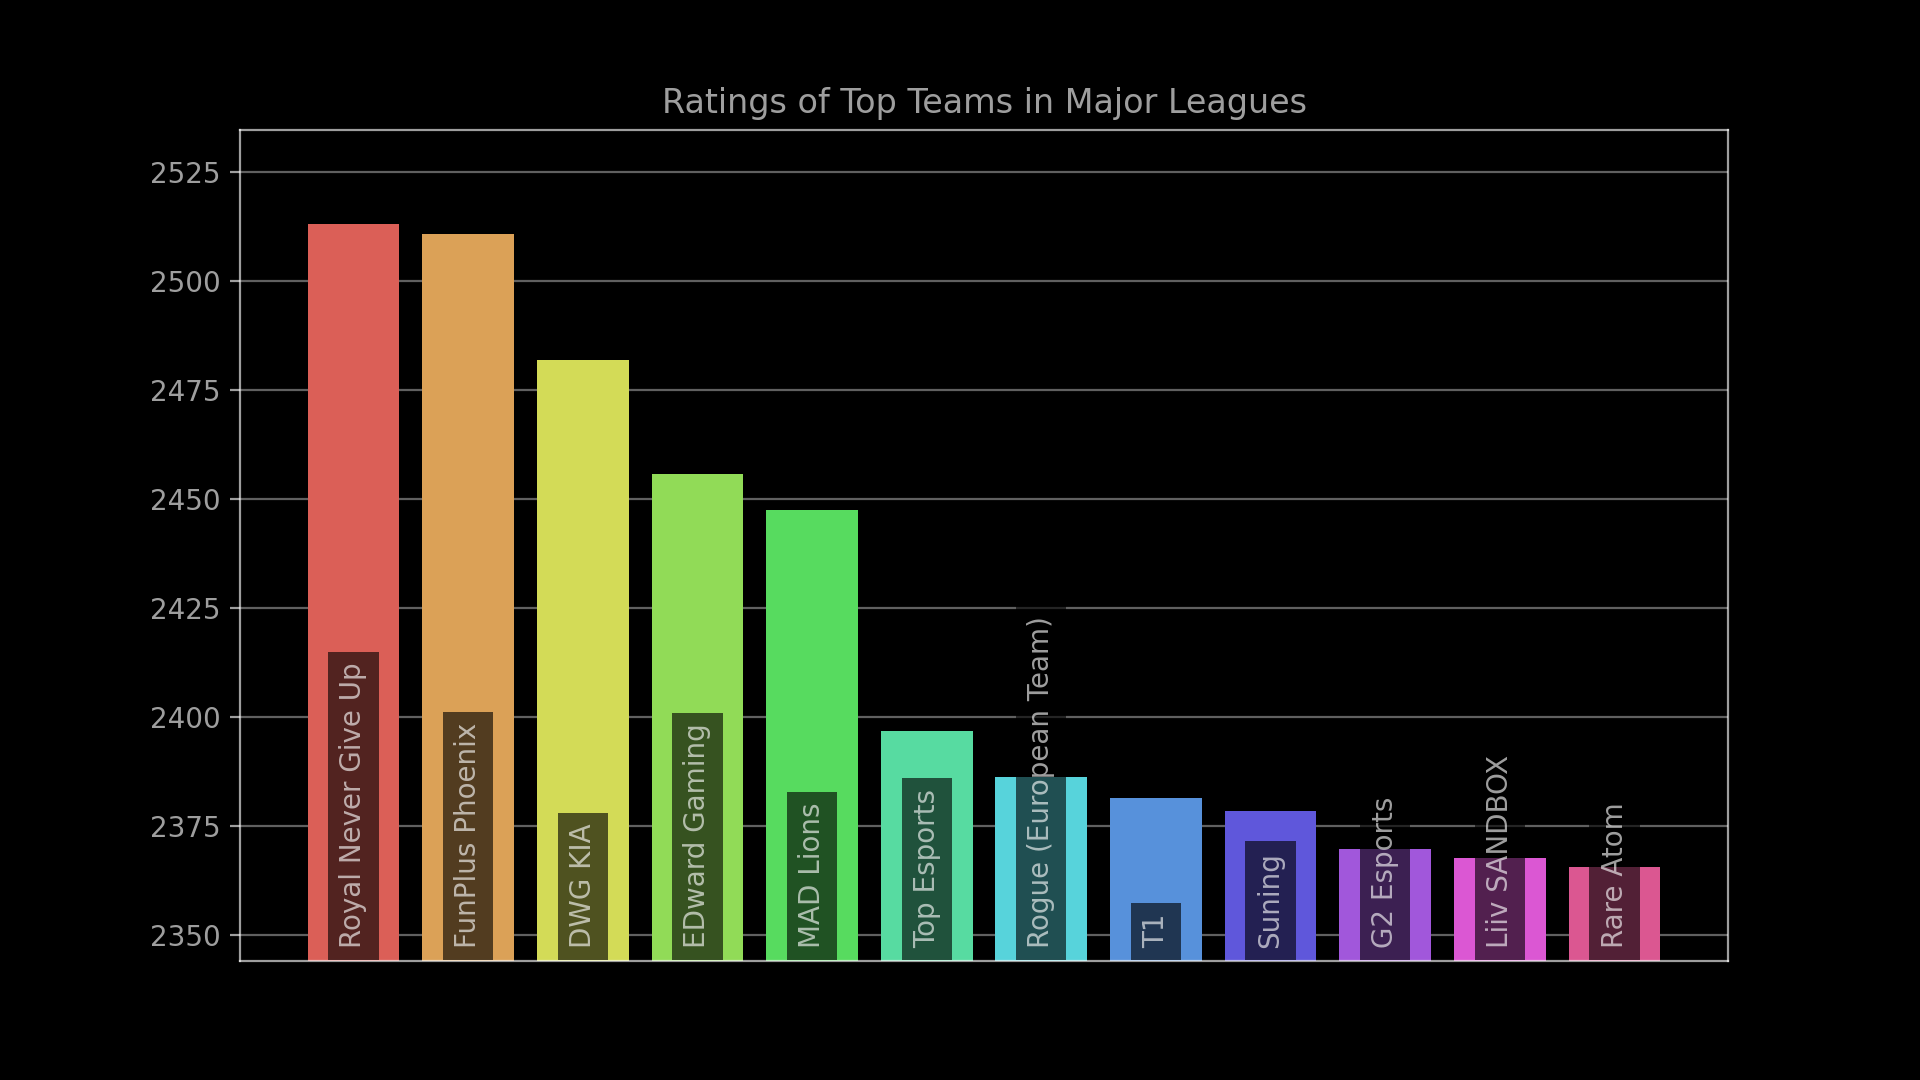 Ratings of Top Teams in Major Leagues
2525
2500
2475
2450
2425
2400
2375
2350
Royal Never Give Up
FunPlus Phoenix
DWG KIA
EDward Gaming
MAD Lions
Top Esports
Rogue (European Team)
T1
Suning
G2 Esports
Liiv SANDBOX
Rare Atom